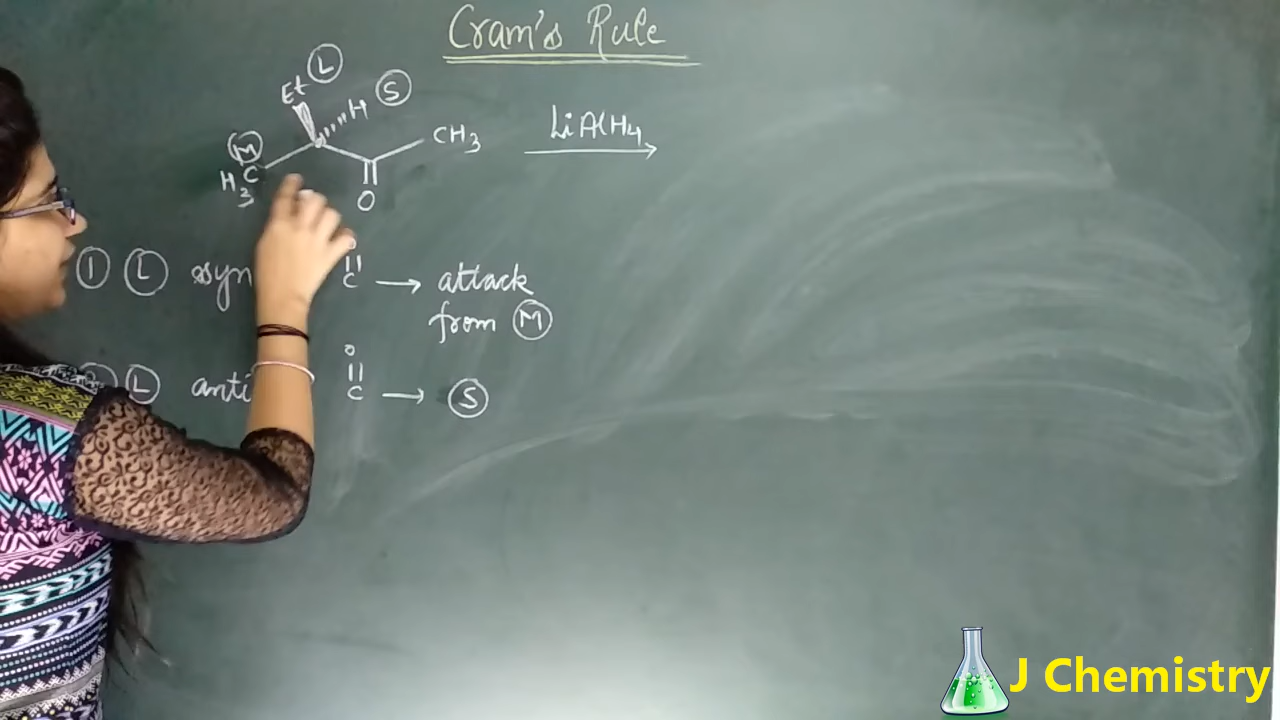 Cram's Rule
Et L
H S
M
H3C
CH3
O
LiAlH4
1 L syn
O
C → attack
from M
L anti
O
C → S
J Chemistry